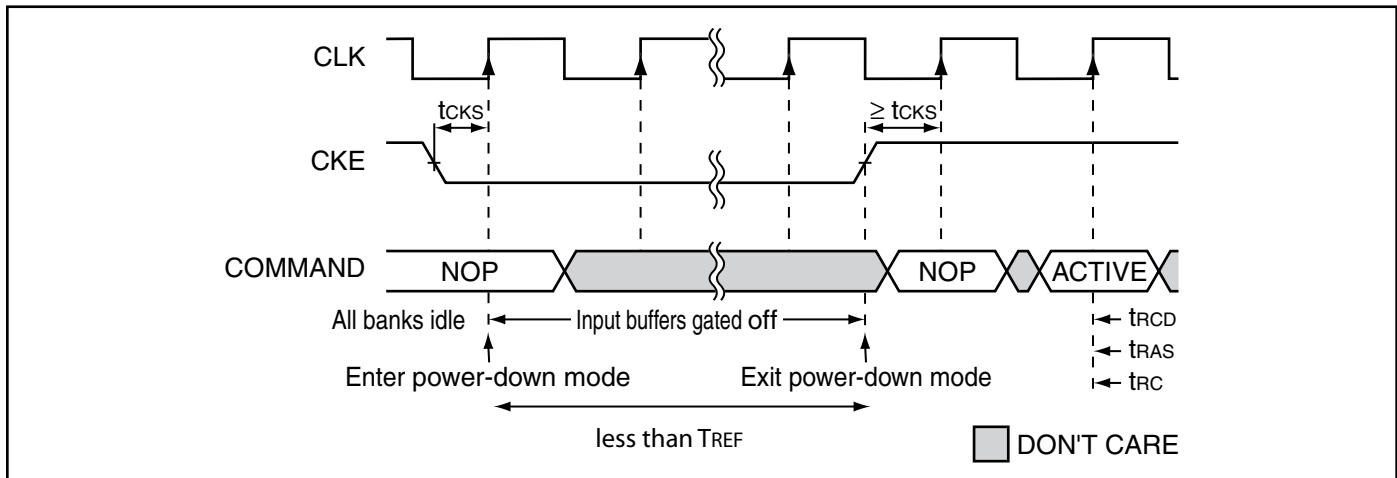 CLK
tCKS
≥ tCKS
CKE
COMMAND
NOP
NOP
ACTIVE
All banks idle
Input buffers gated off
tRCD
Enter power-down mode
Exit power-down mode
tRAS
tRC
less than TREF
DON'T CARE